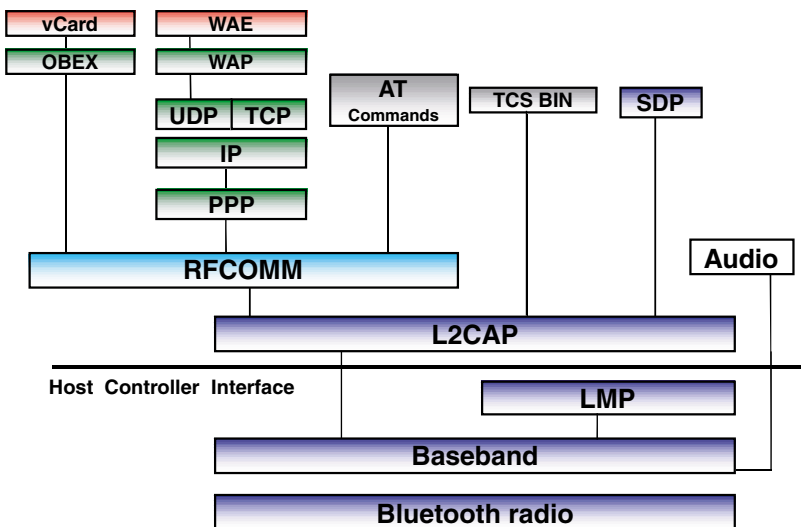 vCard
WAE
OBEX
WAP
AT
Commands
TCS BIN
SDP
UDP
TCP
IP
PPP
RFCOMM
Audio
L2CAP
Host Controller Interface
LMP
Baseband
Bluetooth radio